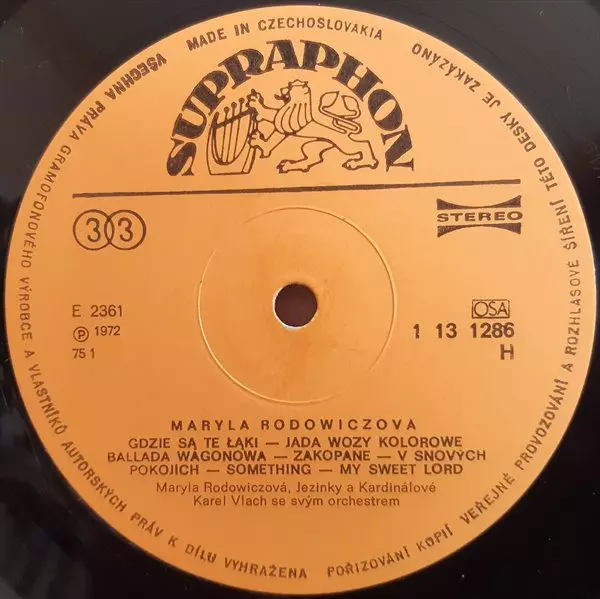 MADE IN CZECHOSLOVAKIA
VŠECHNA PRÁVA GRAMOFONOVÉHO VÝROBCE A VLASTNÍKŮ AUTORSKÝCH PRÁV K DÍLU VYHRAŽENA
POŘIZOVÁNÍ KOPIÍ VEŘEJNÉ PROVOZOVÁNÍ A ROZHLASOVÉ ŠÍŘENÍ TÉTO DESKY JE ZAKÁZÁNO
SUPRAPHON
33
STEREO
E 2361
Ⓟ 1972
75 1
OSA
1 13 1286
H
MARYLA RODOWICZOVA
GDZIE SĄ TE ŁĄKI — JADA WOZY KOLOROWE
BALLADA WAGONOWA — ZAKOPANE — V SNOVÝCH
POKOJICH — SOMETHING — MY SWEET LORD
Maryla Rodowiczová, Jezinky a Kardinálové
Karel Vlach se svým orchestrem